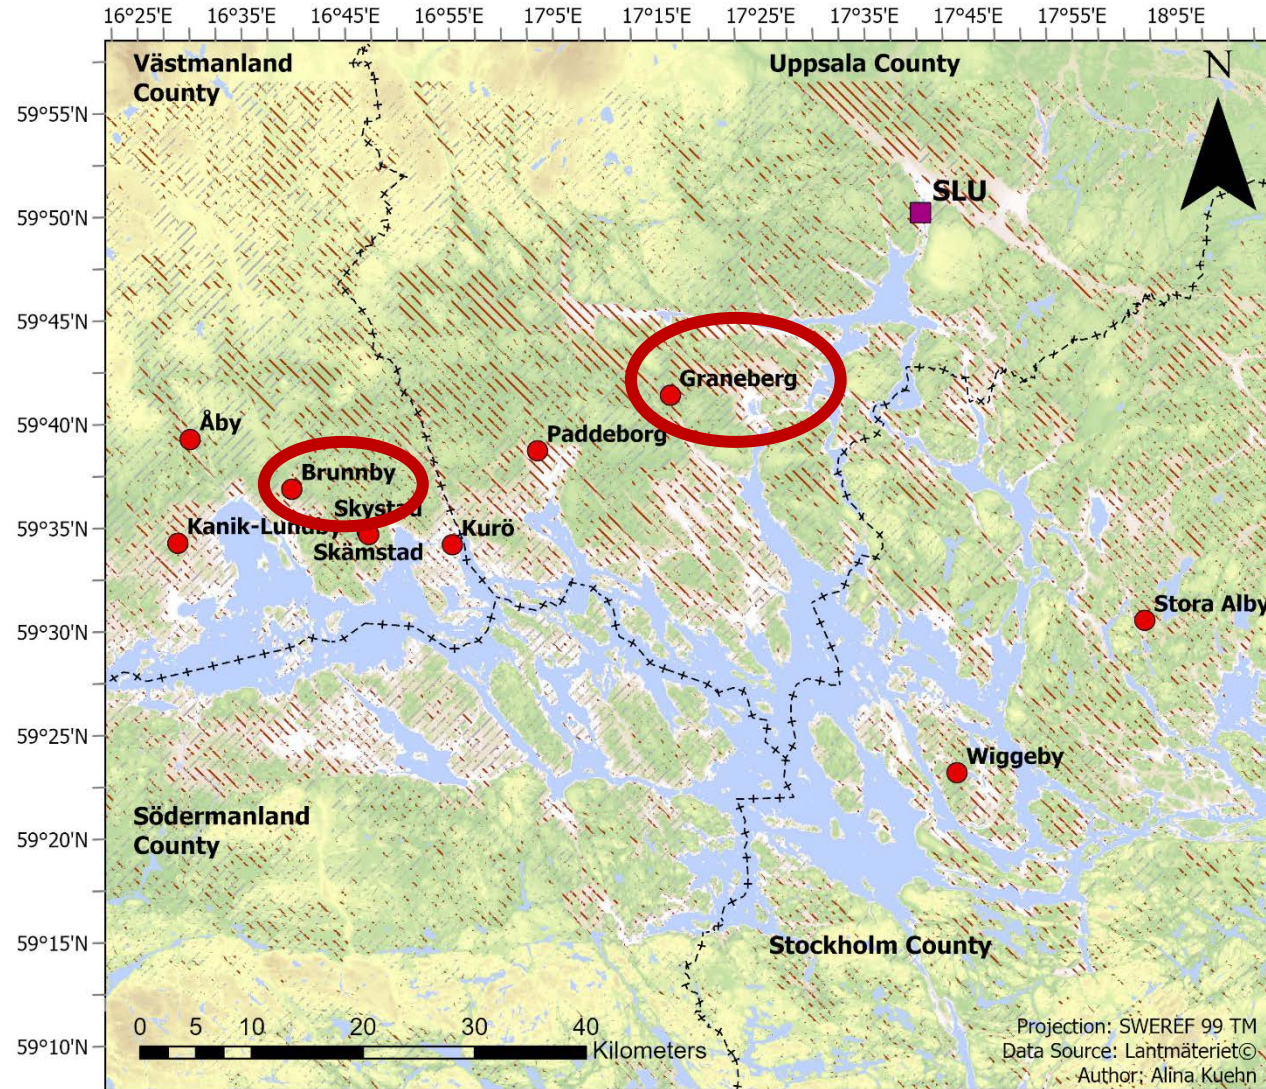 16°25'E 16°35'E 16°45'E 16°55'E 17°5'E 17°15'E 17°25'E 17°35'E 17°45'E 17°55'E 18°5'E
Västmanland
County
Uppsala County
N
59°55'N
SLU
59°50'N
59°45'N
Graneberg
59°40'N
Åby
Paddeborg
Brunnby
Skystad
59°35'N
Kanik-Lundby
Kurö
Skämstad
Stora Alby
59°30'N
59°25'N
Wiggeby
Södermanland
County
59°20'N
59°15'N
Stockholm County
59°10'N
0 5 10 20 30 40
Kilometers
Projection: SWEREF 99 TM
Data Source: Lantmäteriet©
Author: Alina Kuehn